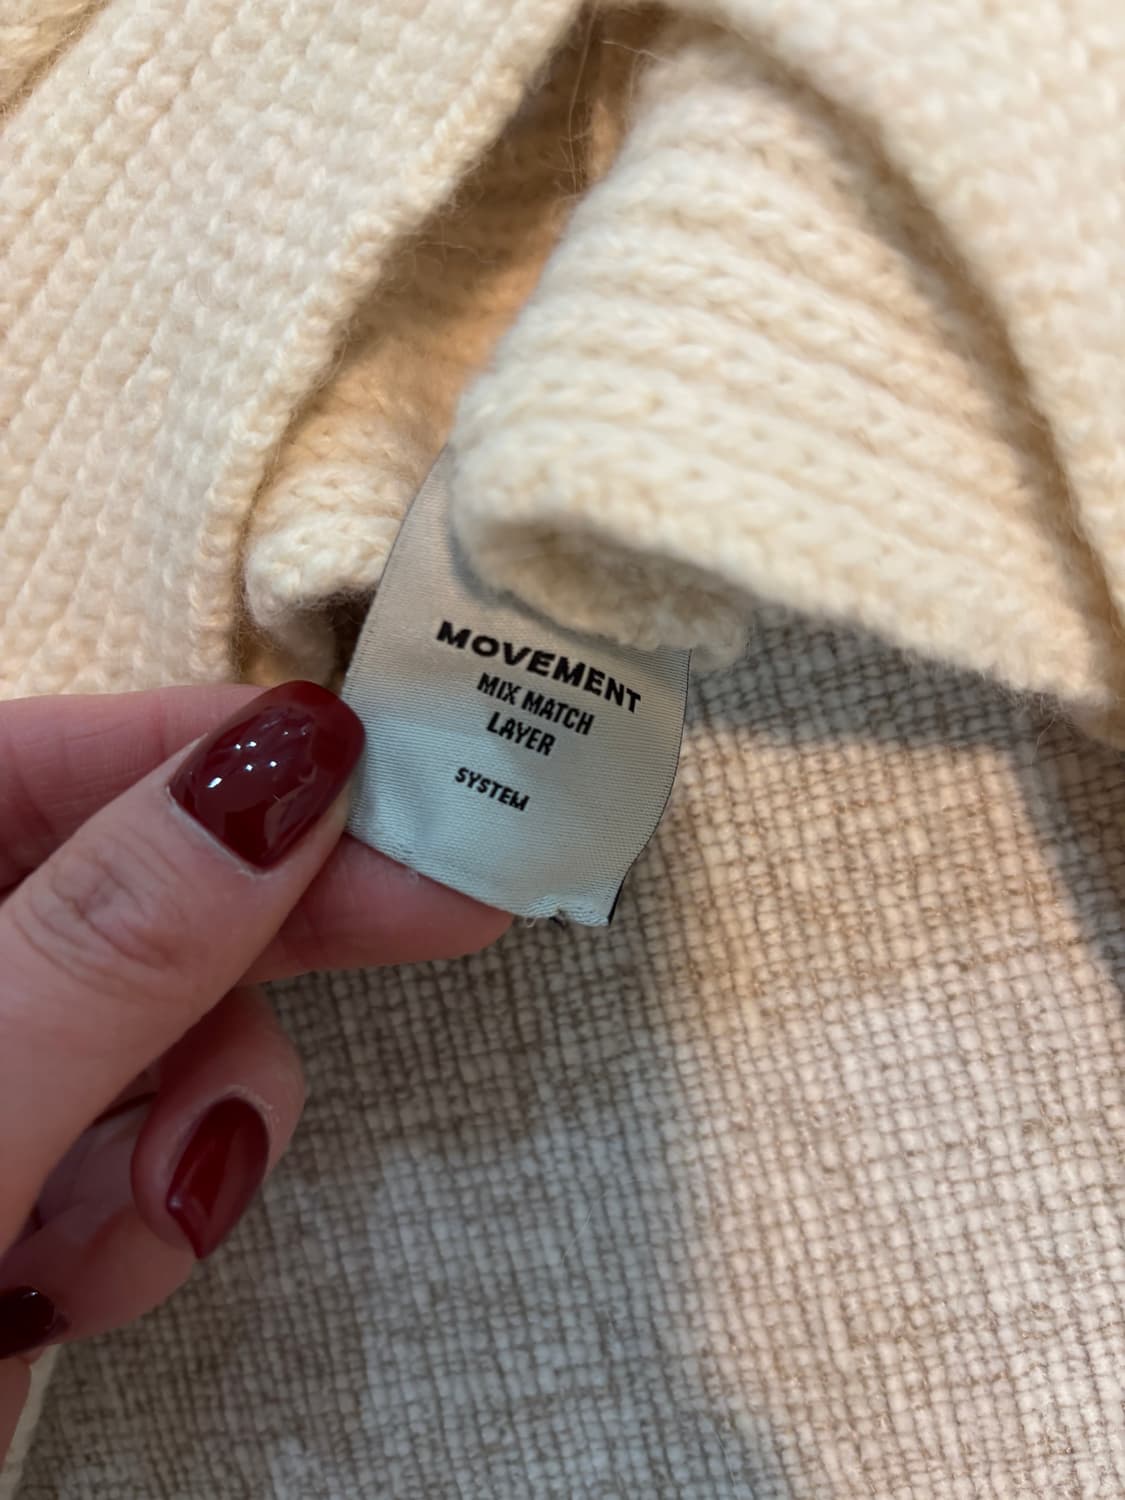 MOVEMENT
MIX MATCH
LAYER
SYSTEM